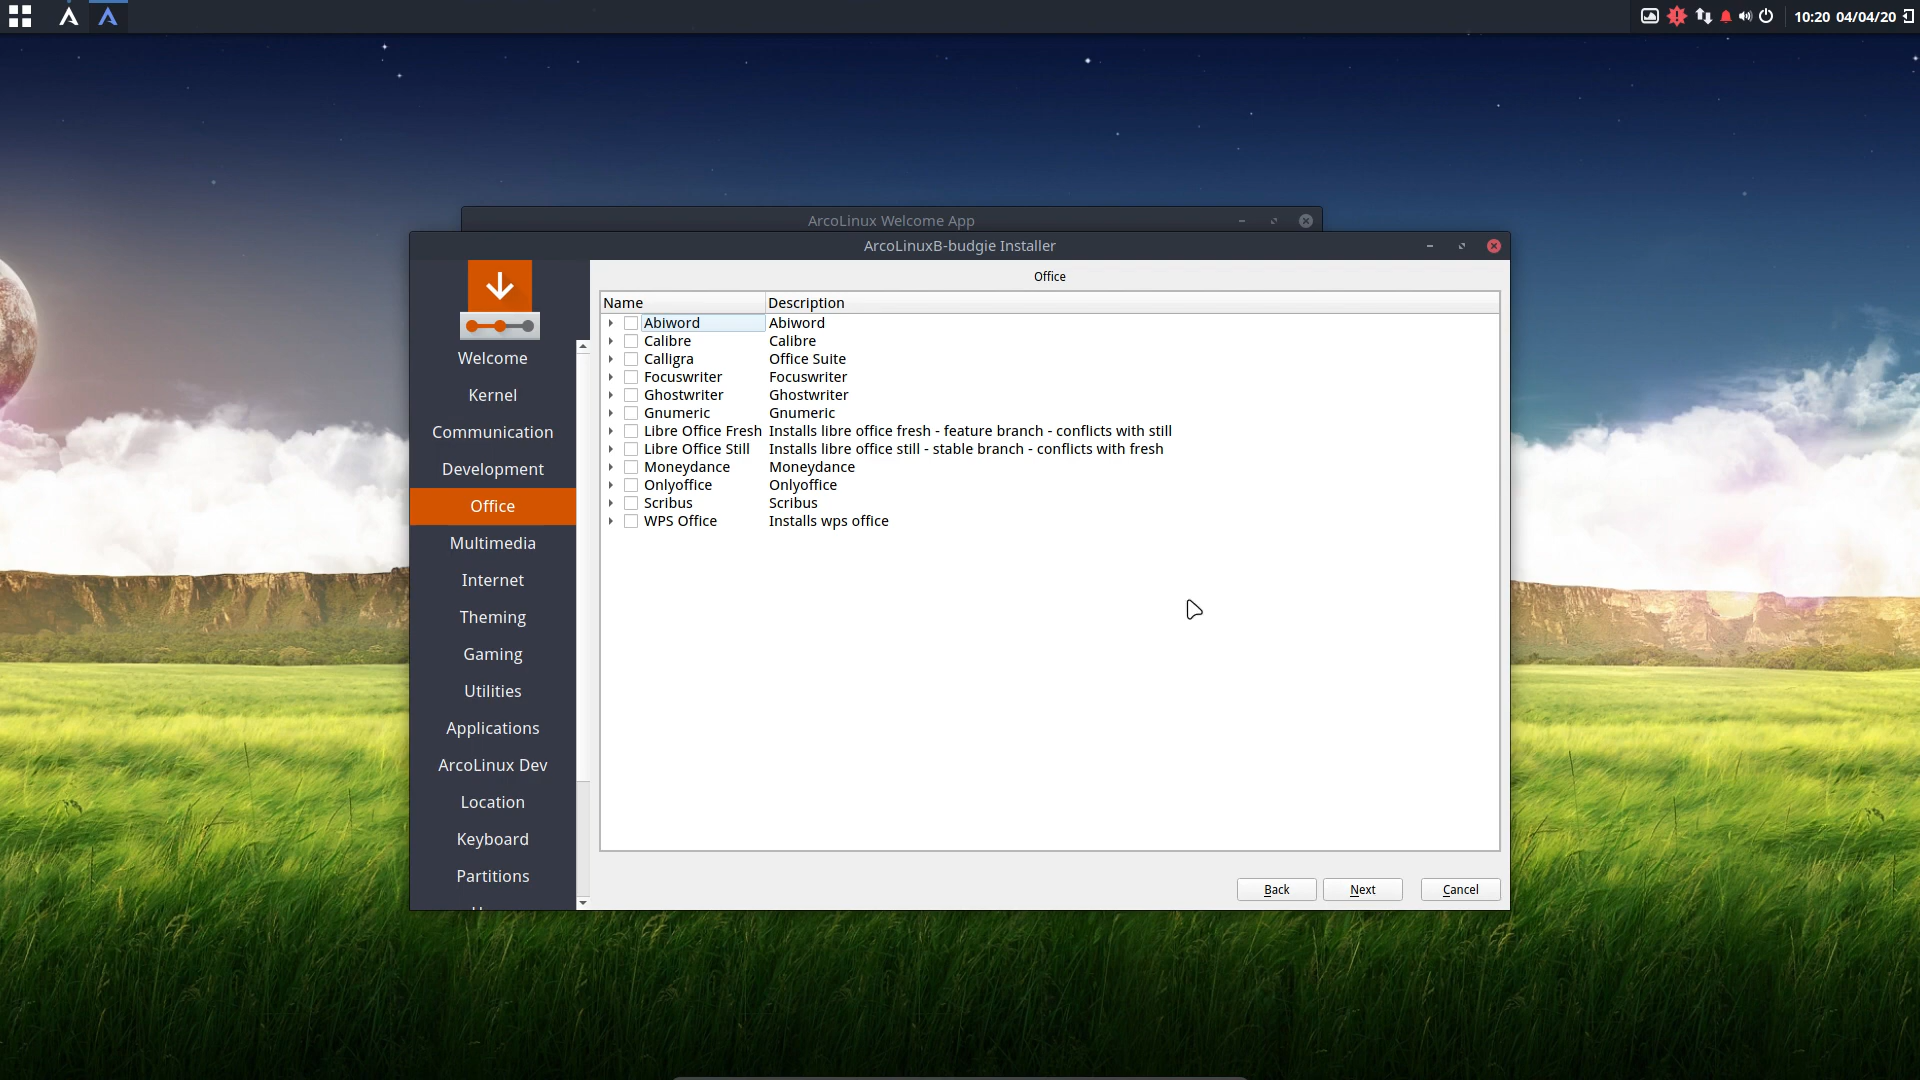 10:20 04/04/20
ArcoLinux Welcome App
ArcoLinuxB-budgie Installer
Welcome
Kernel
Communication
Development
Office
Multimedia
Internet
Theming
Gaming
Utilities
Applications
ArcoLinux Dev
Location
Keyboard
Partitions
Office
Name Description
Abiword Abiword
Calibre Calibre
Calligra Office Suite
Focuswriter Focuswriter
Ghostwriter Ghostwriter
Gnumeric Gnumeric
Libre Office Fresh Installs libre office fresh - feature branch - conflicts with still
Libre Office Still Installs libre office still - stable branch - conflicts with fresh
Moneydance Moneydance
Onlyoffice Onlyoffice
Scribus Scribus
WPS Office Installs wps office
Back Next Cancel